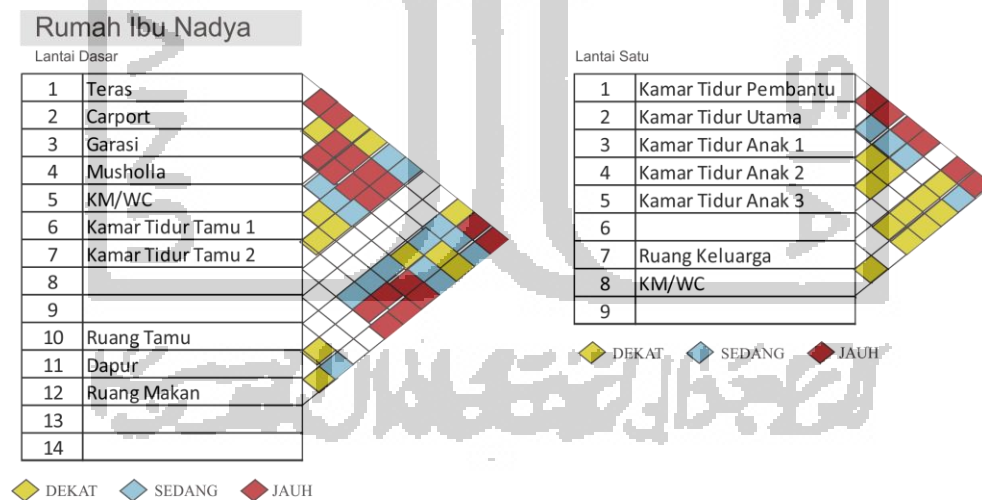 Rumah Ibu Nadya
Lantai Dasar
1 Teras
2 Carport
3 Garasi
4 Musholla
5 KM/WC
6 Kamar Tidur Tamu 1
7 Kamar Tidur Tamu 2
8
9
10 Ruang Tamu
11 Dapur
12 Ruang Makan
13
14
DEKAT SEDANG JAUH
Lantai Satu
1 Kamar Tidur Pembantu
2 Kamar Tidur Utama
3 Kamar Tidur Anak 1
4 Kamar Tidur Anak 2
5 Kamar Tidur Anak 3
6
7 Ruang Keluarga
8 KM/WC
9
DEKAT SEDANG JAUH